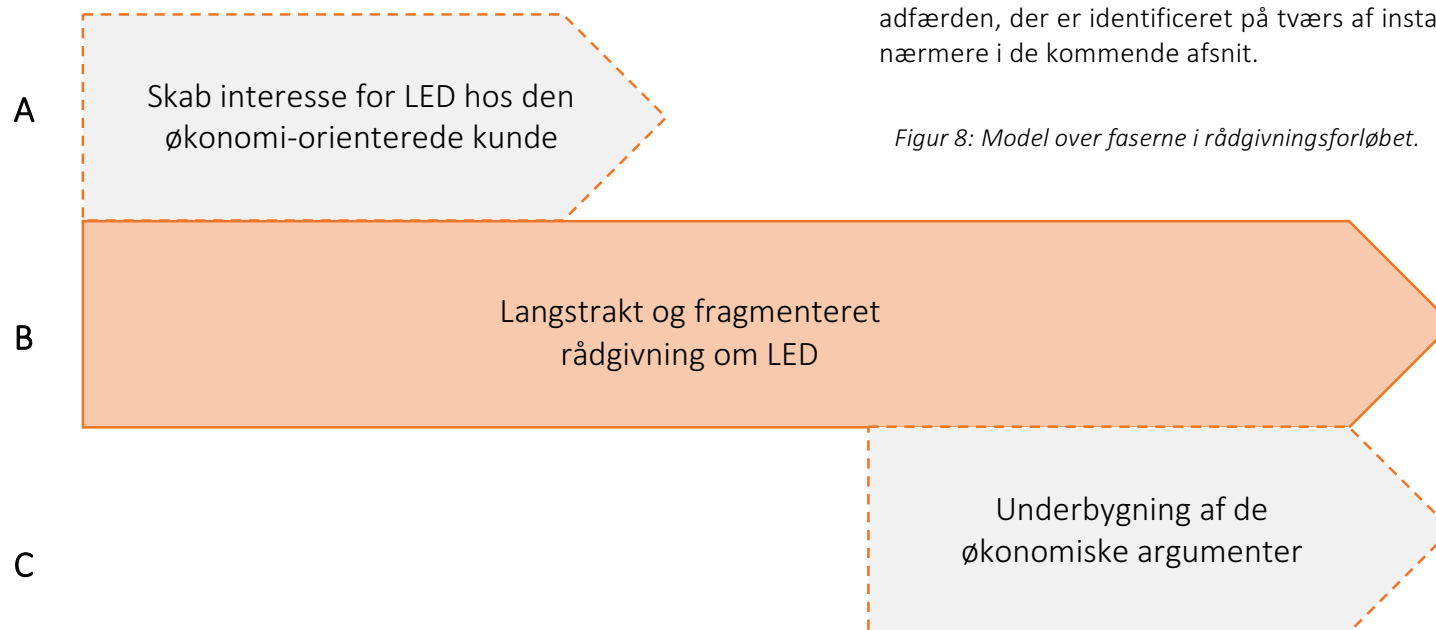 adfærden, der er identificeret på tværs af insta
nærmere i de kommende afsnit.
Figur 8: Model over faserne i rådgivningsforløbet.
A
Skab interesse for LED hos den
økonomi-orienterede kunde
B
Langstrakt og fragmenteret
rådgivning om LED
C
Underbygning af de
økonomiske argumenter